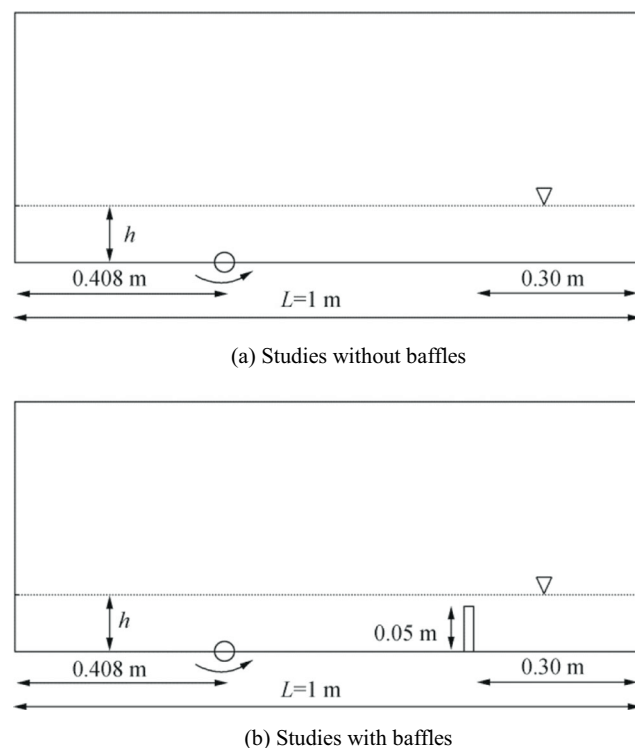 h
0.408 m
0.30 m
L=1 m
(a) Studies without baffles
h
0.05 m
0.408 m
0.30 m
L=1 m
(b) Studies with baffles